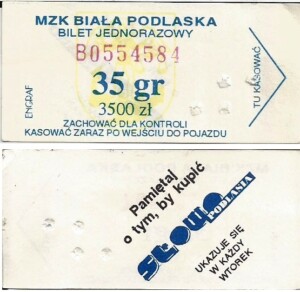 MZK BIAŁA PODLASKA
BILET JEDNORAZOWY
B0554584
35 gr
3500 zł
ZACHOWAĆ DLA KONTROLI
KASOWAĆ ZARAZ PO WEJŚCIU DO POJAZDU
ENGRAF
TU KASOWAĆ
Pamiętaj
o tym, by kupić
Słowo
PODLASIA
UKAZUJE SIĘ
W KAŻDY
WTOREK